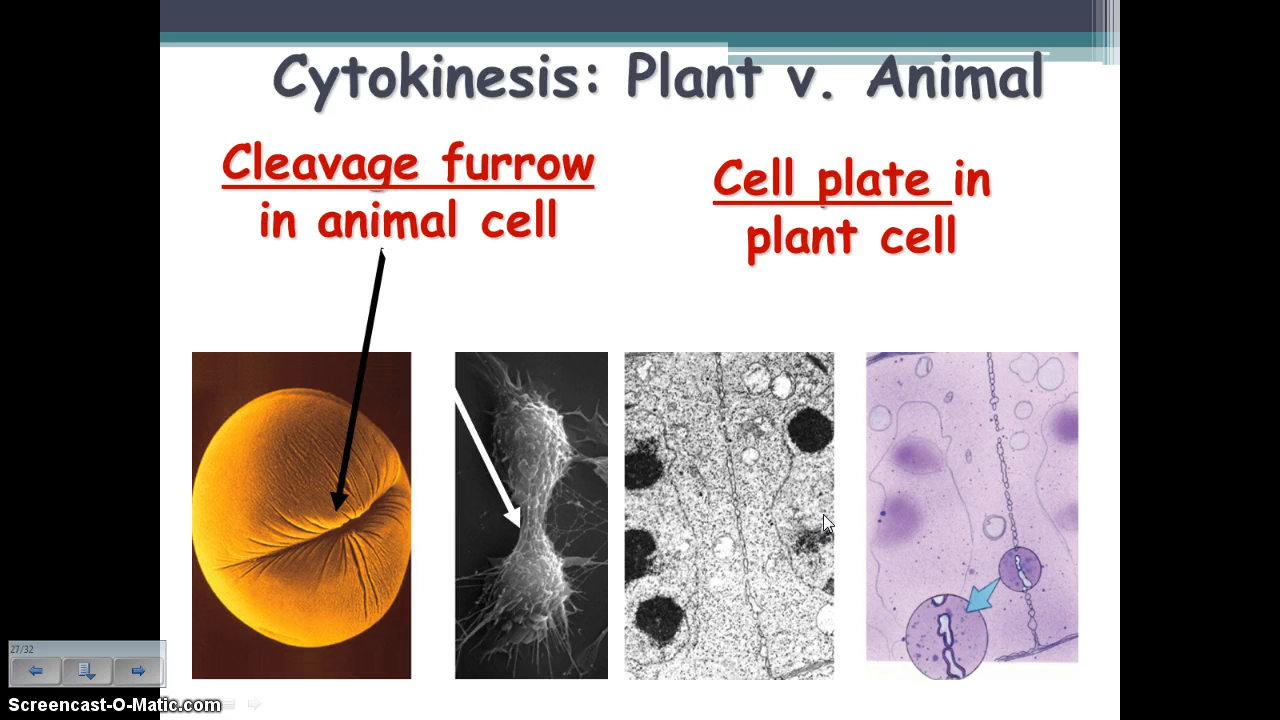 Cytokinesis: Plant v. Animal
Cleavage furrow
in animal cell
Cell plate in
plant cell
27/32
Screencast-O-Matic.com